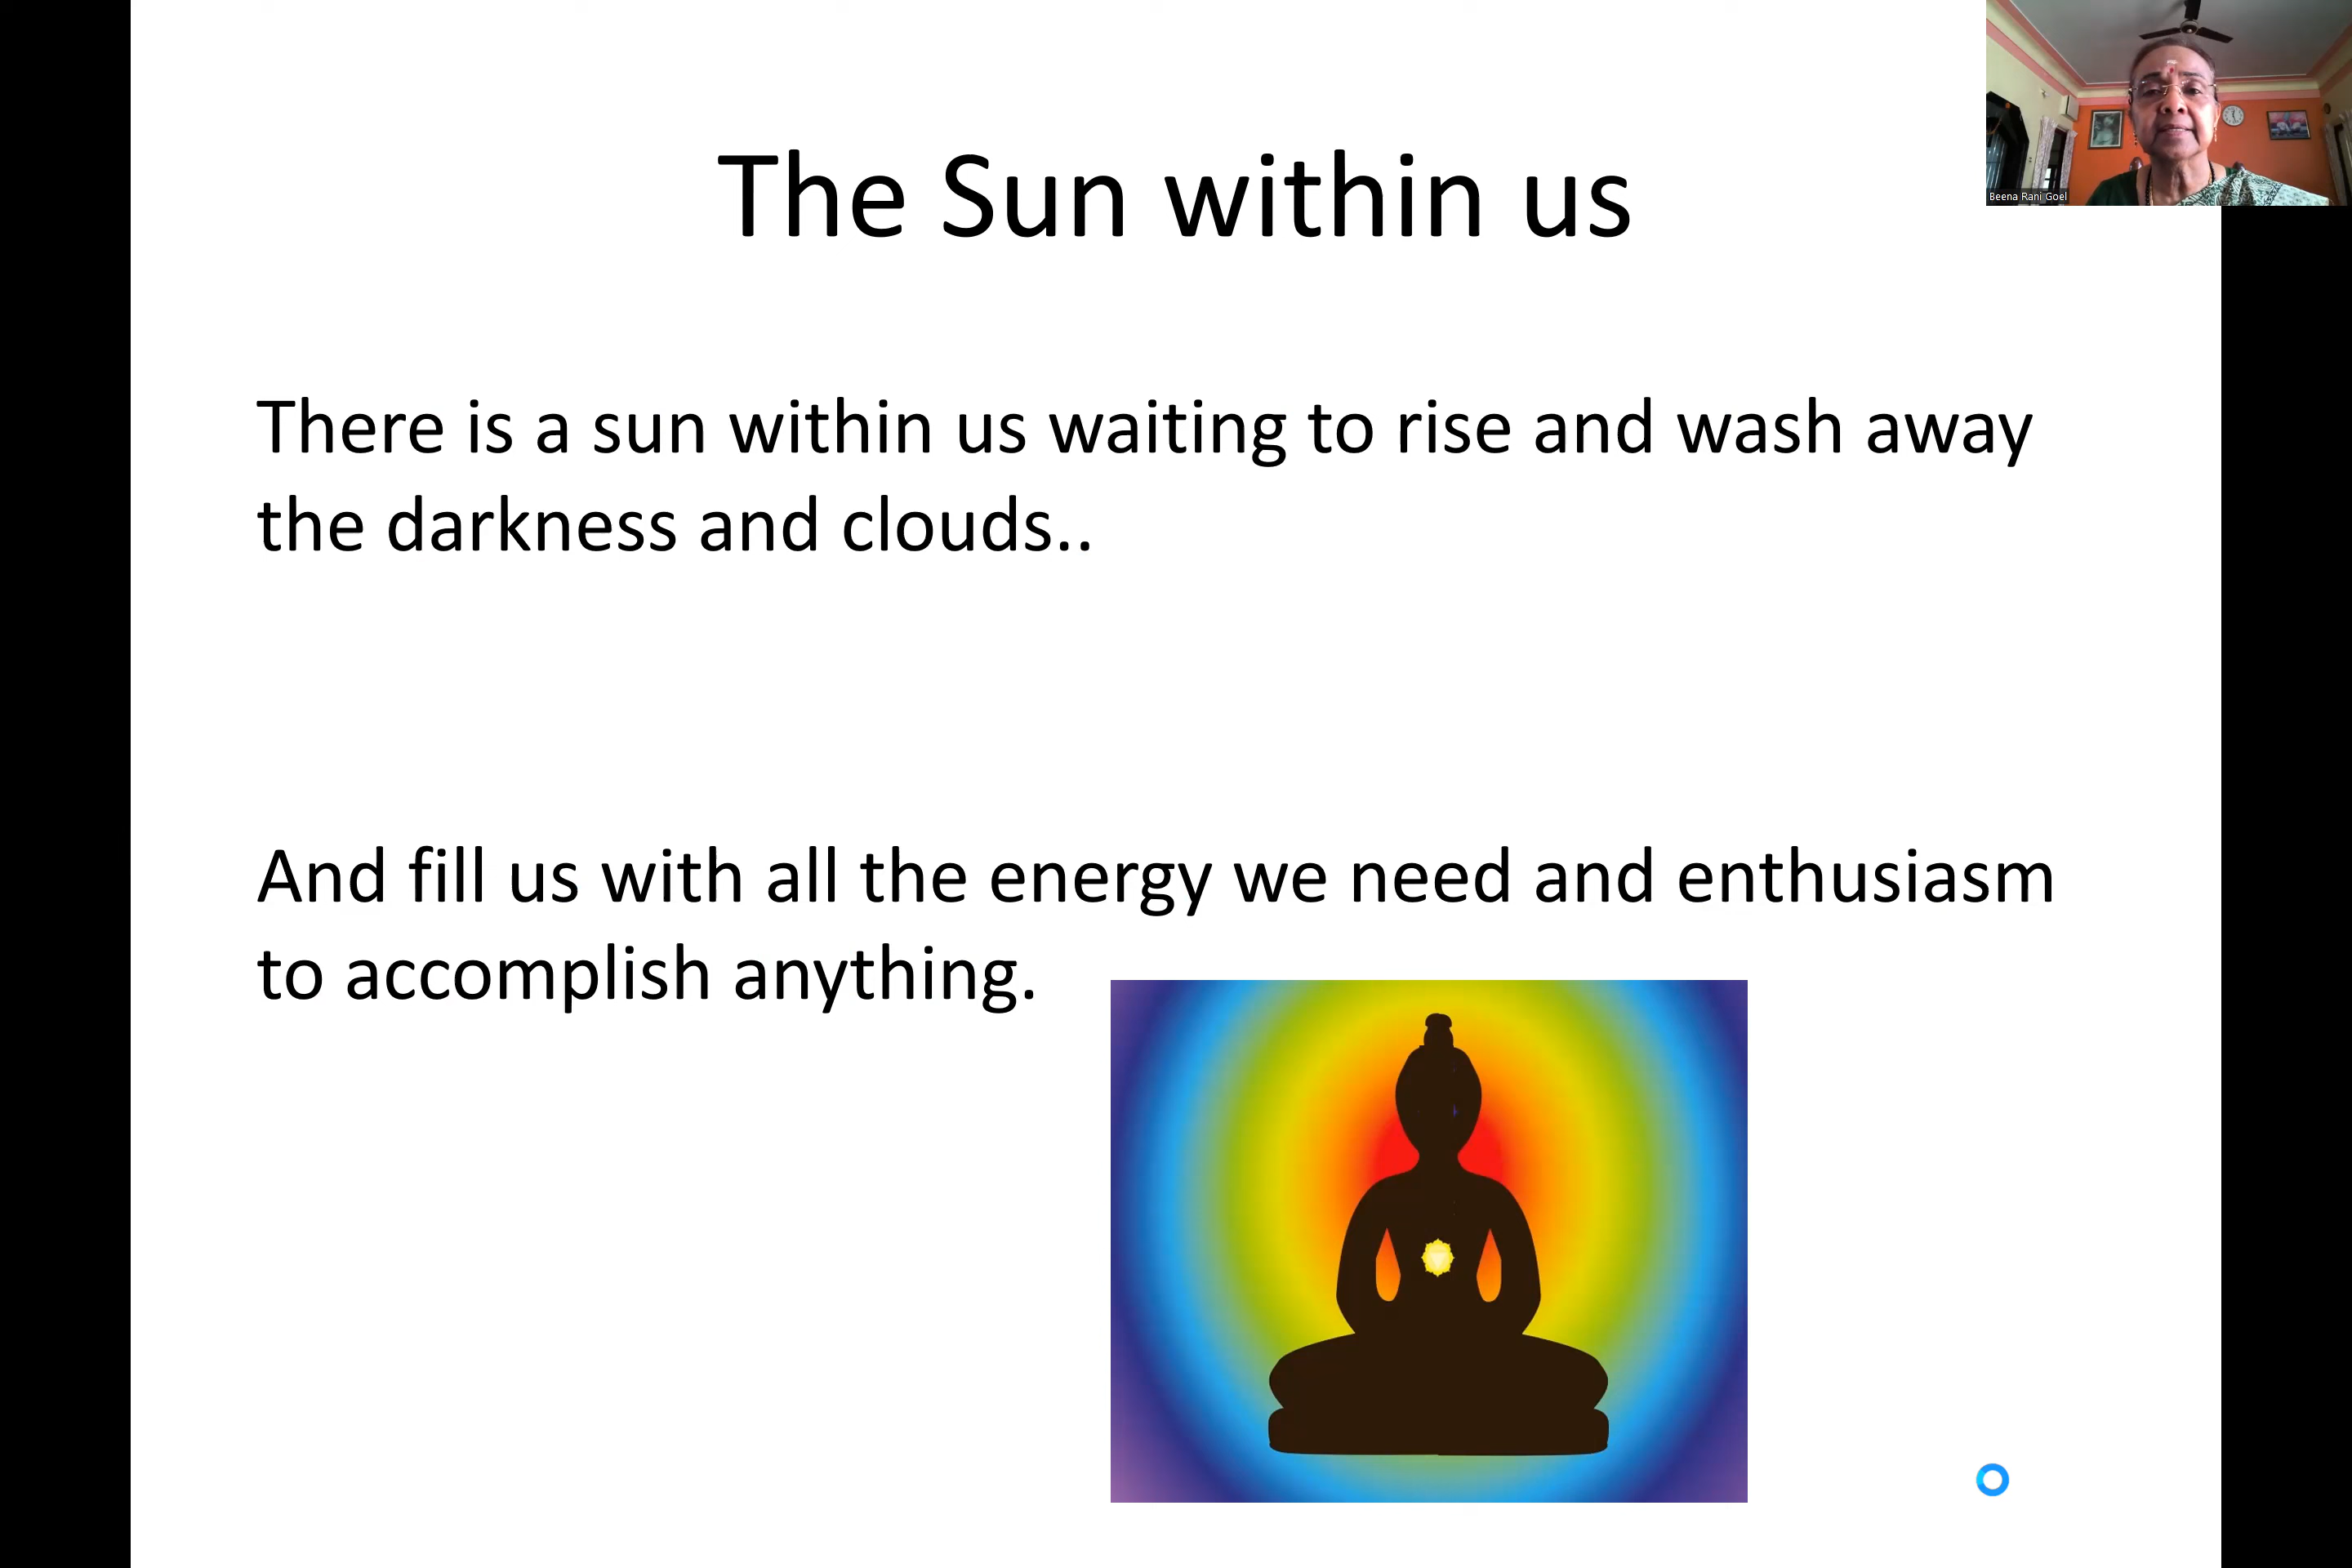 The Sun within us
Beena Rani Goel
There is a sun within us waiting to rise and wash away
the darkness and clouds..
And fill us with all the energy we need and enthusiasm
to accomplish anything.